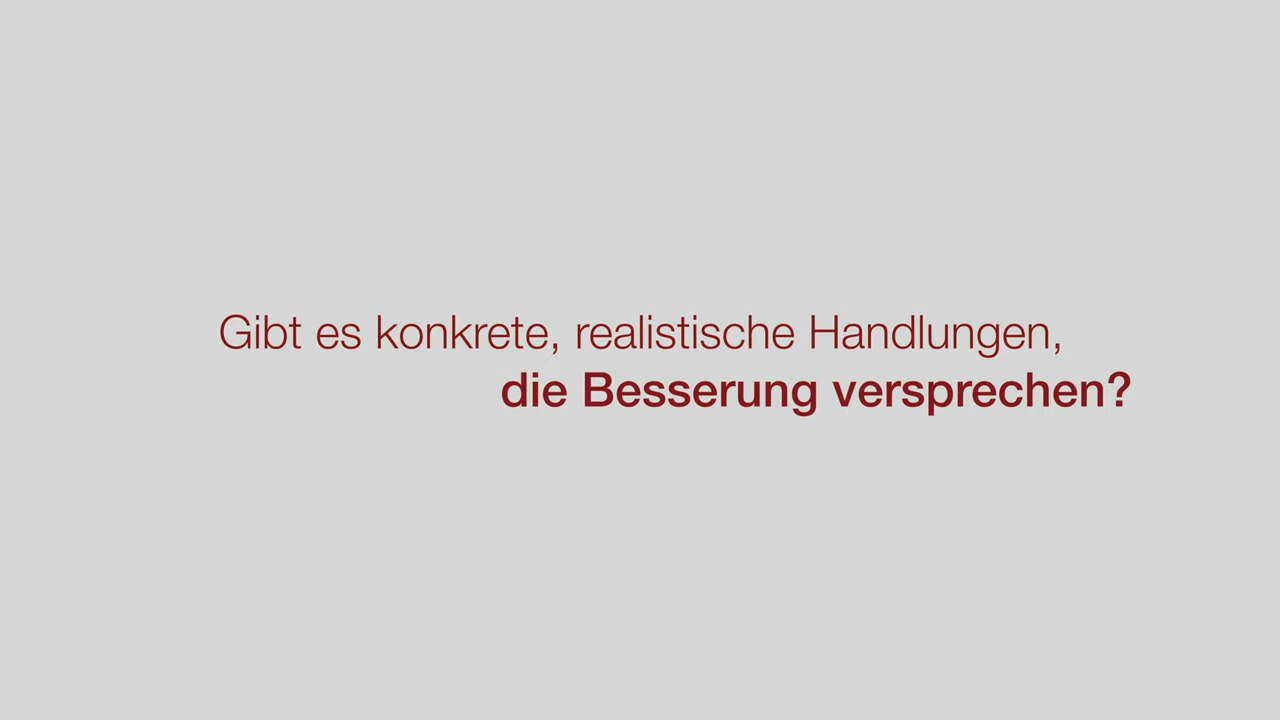 Gibt es konkrete, realistische Handlungen,
die Besserung versprechen?